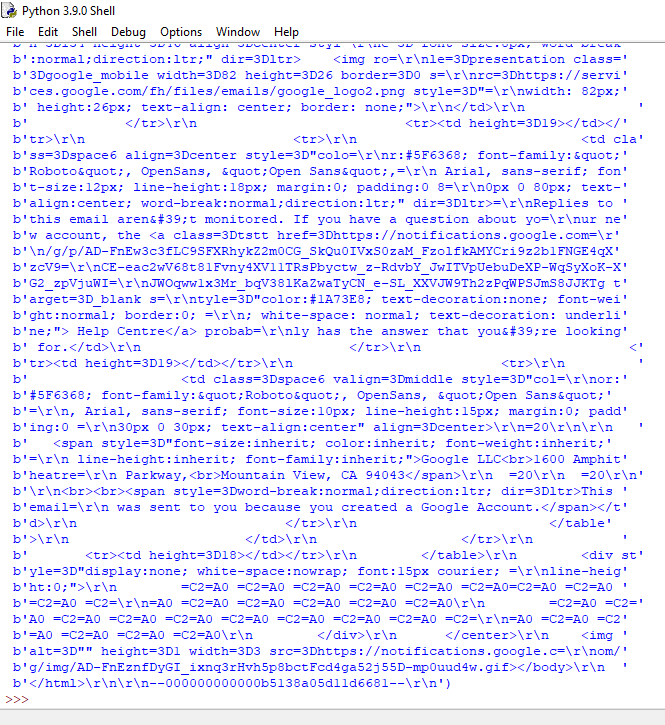 Python 3.9.0 Shell
File Edit Shell Debug Options Window Help
b':normal;direction:ltr;" dir=3Dltr>    <img ro=\r\nle=3Dpresentation class='
b'3Dgoogle_mobile width=3D82 height=3D26 border=3D0 s=\r\nrc=3Dhttps://servi'
b'ces.google.com/fh/files/emails/google_logo2.png style=3D"=\r\nwidth: 82px;'
b' height:26px; text-align: center; border: none;">\r\n</td>\r\n            '
b'             </tr>\r\n                         <tr><td height=3D19></td></'
b'tr>\r\n                         <tr>\r\n                           <td cla'
b'ss=3Dspace6 align=3Dcenter style=3D"colo=\r\nr:#5F6368; font-family:&quot;'
b'Roboto&quot;, OpenSans, &quot;Open Sans&quot;,=\r\n Arial, sans-serif; fon'
b't-size:12px; line-height:18px; margin:0; padding:0 8=\r\n0px 0 80px; text-'
b'align:center; word-break:normal;direction:ltr;" dir=3Dltr>=\r\nReplies to '
b'this email aren&#39;t monitored. If you have a question about yo=\r\nur ne'
b'w account, the <a class=3Dtstt href=3Dhttps://notifications.google.com=\r'
b'\n/g/p/AD-FnEw3c3fLC9SFXRhykZ2m0CG_SkQu0IVxS0zaM_FzolfkAMYCri9z2b1FNGE4qX'
b'zcV9=\r\nCE-eac2wV68t81Fvny4XV11TRsPbyctw_z-RdvbY_JwITVpUebuDeXP-WqSyXoK-X'
b'G2_zpVjuWI=\r\nJWOqww1x3Mr_bqV38lKaZwaTyCN_e-SL_XXVJW9Th2zPqWPSJmS8JJKTg t'
b'arget=3D_blank s=\r\ntyle=3D"color:#1A73E8; text-decoration:none; font-wei'
b'ght:normal; border:0; =\r\n; white-space: normal; text-decoration: underli'
b'ne;"> Help Centre</a> probab=\r\nly has the answer that you&#39;re looking'
b' for.</td>\r\n                         </tr>\r\n                         <'
b'tr><td height=3D19></td></tr>\r\n                         <tr>\r\n        '
b'                   <td class=3Dspace6 valign=3Dmiddle style=3D"col=\r\nor:'
b'#5F6368; font-family:&quot;Roboto&quot;, OpenSans, &quot;Open Sans&quot;'
b'=\r\n, Arial, sans-serif; font-size:10px; line-height:15px; margin:0; padd'
b'ing:0 =\r\n30px 0 30px; text-align:center" align=3Dcenter>\r\n=20\r\n\r\n  '
b'   <span style=3D"font-size:inherit; color:inherit; font-weight:inherit;'
b'=\r\n line-height:inherit; font-family:inherit;">Google LLC<br>1600 Amphit'
b'heatre=\r\n Parkway,<br>Mountain View, CA 94043</span>\r\n  =20\r\n  =20\r\n'
b'\r\n<br><br><span style=3Dword-break:normal;direction:ltr; dir=3Dltr>This '
b'email=\r\n was sent to you because you created a Google Account.</span></t'
b'd>\r\n                         </tr>\r\n                       </table'
b'>\r\n                     </td>\r\n                   </tr>\r\n           '
b'       <tr><td height=3D18></td></tr>\r\n         </table>\r\n      <div st'
b'yle=3D"display:none; white-space:nowrap; font:15px courier; =\r\nline-heig'
b'ht:0;">\r\n         =C2=A0 =C2=A0 =C2=A0 =C2=A0 =C2=A0 =C2=A0=C2=A0 =C2=A0 '
b'=C2=A0 =C2=\r\n=A0 =C2=A0 =C2=A0 =C2=A0 =C2=A0\r\n         =C2=A0 =C2='
b'A0 =C2=A0 =C2=A0 =C2=A0 =C2=A0 =C2=A0 =C2=A0 =C2=A0 =C2=\r\n=A0 =C2=A0 =C2'
b'=A0 =C2=A0 =C2=A0\r\n             </div>\r\n      </center>\r\n    <img '
b'alt=3D"" height=3D1 width=3D3 src=3Dhttps://notifications.google.c=\r\nom/'
b'g/img/AD-FnEznfDyGI_ixnq3rHvh5p8bctFcd4ga52j55D-mp0uud4w.gif></body>\r\n  '
b'</html>\r\n\r\n--000000000000b5138a05d11d6681--\r\n')
>>>